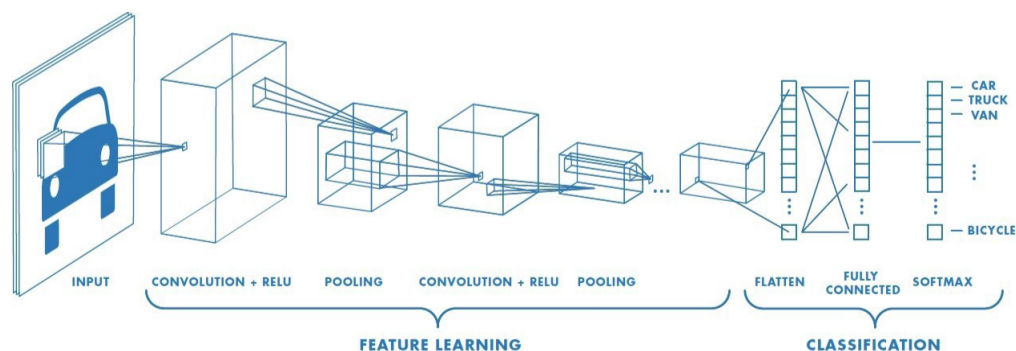 CAR
TRUCK
VAN
BICYCLE
INPUT
CONVOLUTION + RELU
POOLING
CONVOLUTION + RELU
POOLING
FLATTEN
FULLY
CONNECTED
SOFTMAX
FEATURE LEARNING
CLASSIFICATION